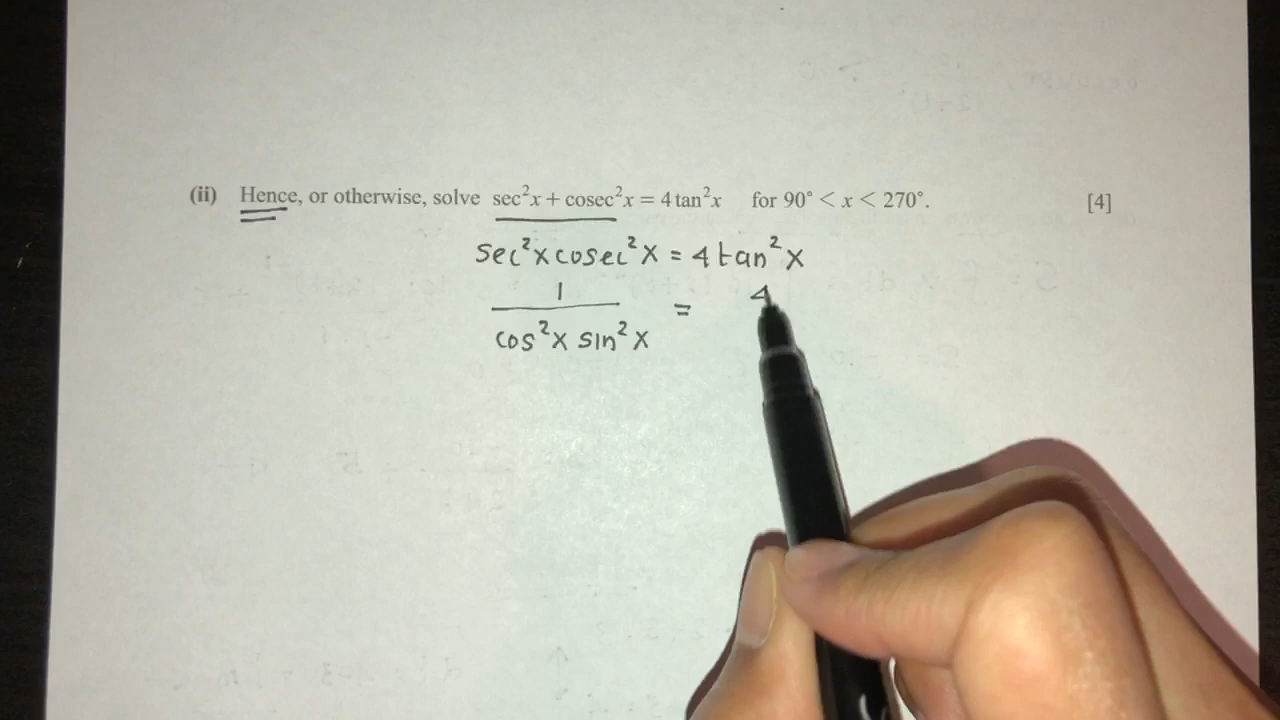 (ii) Hence, or otherwise, solve sec²x + cosec²x = 4 tan²x for 90° < x < 270°. [4]
sec²x cosec²x = 4 tan²x
1 / cos²x sin²x = 4